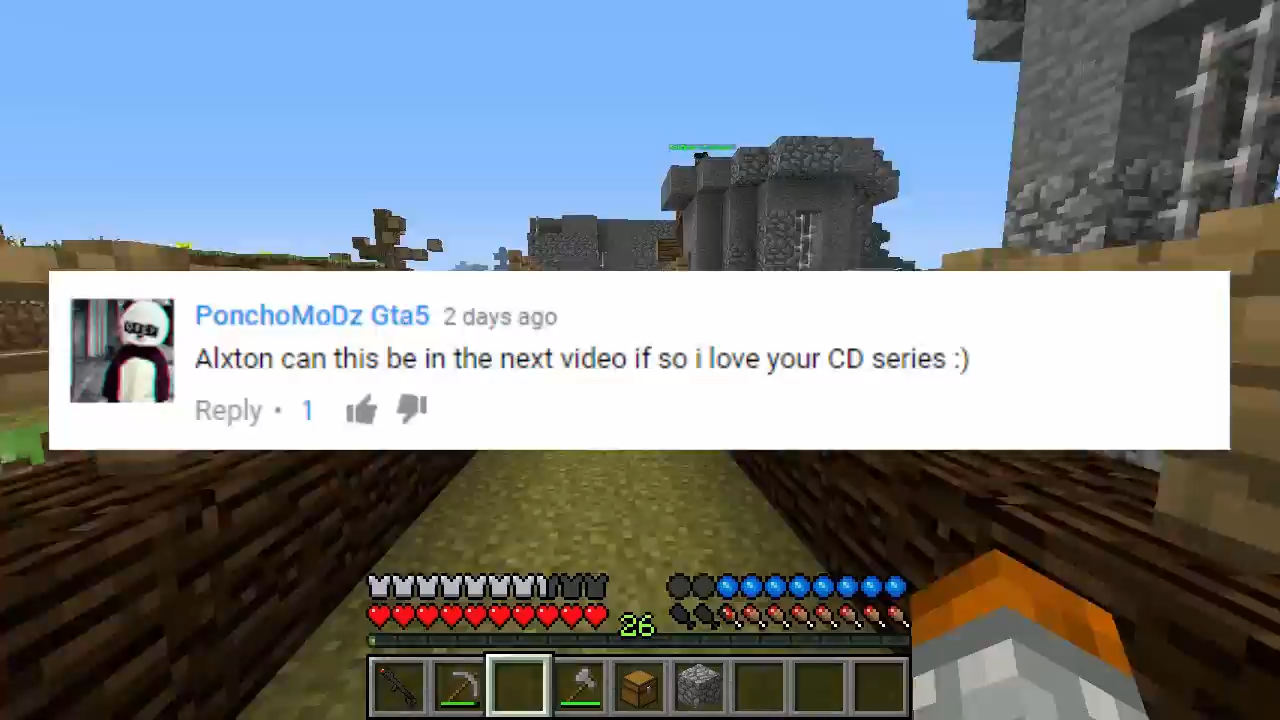 PonchoMoDz Gta5 2 days ago
Alxton can this be in the next video if so i love your CD series :)
Reply • 1
26